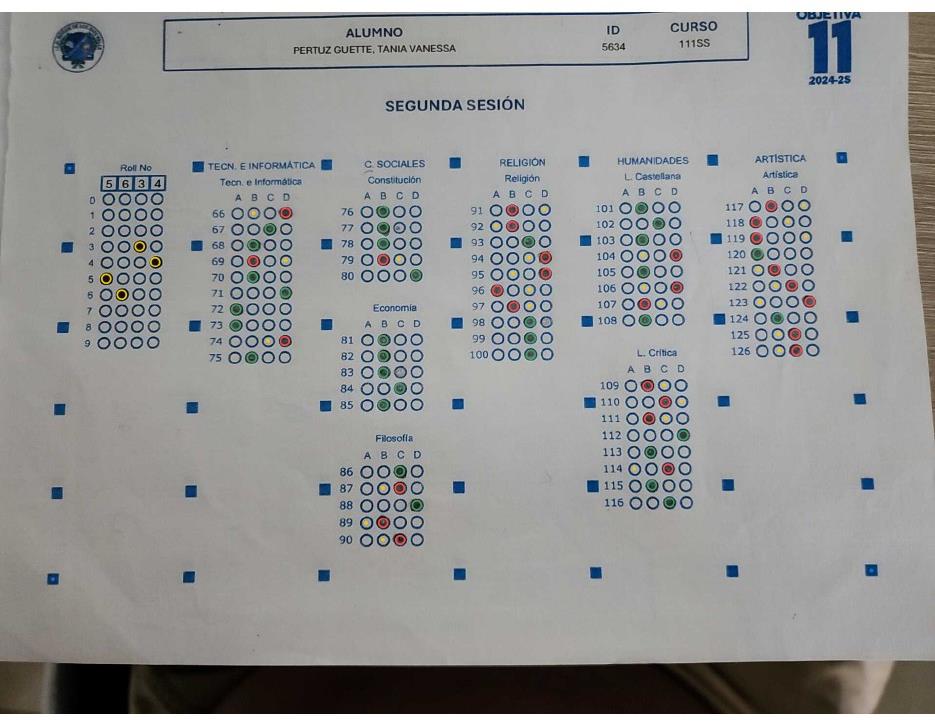 ALUMNO ID CURSO
PERTUZ GUETTE, TANIA VANESSA 5634 111SS
OBJETIVA
11
2024-2S
SEGUNDA SESIÓN
Roll No
5 6 3 4
0
1
2
3
4
5
6
7
8
9
TECN. E INFORMÁTICA
Tecn. e Informática
A B C D
66
67
68
69
70
71
72
73
74
75
C. SOCIALES
Constitución
A B C D
76
77
78
79
80
Economía
A B C D
81
82
83
84
85
Filosofía
A B C D
86
87
88
89
90
RELIGIÓN
Religión
A B C D
91
92
93
94
95
96
97
98
99
100
HUMANIDADES
L. Castellana
A B C D
101
102
103
104
105
106
107
108
L. Crítica
A B C D
109
110
111
112
113
114
115
116
ARTÍSTICA
Artística
A B C D
117
118
119
120
121
122
123
124
125
126